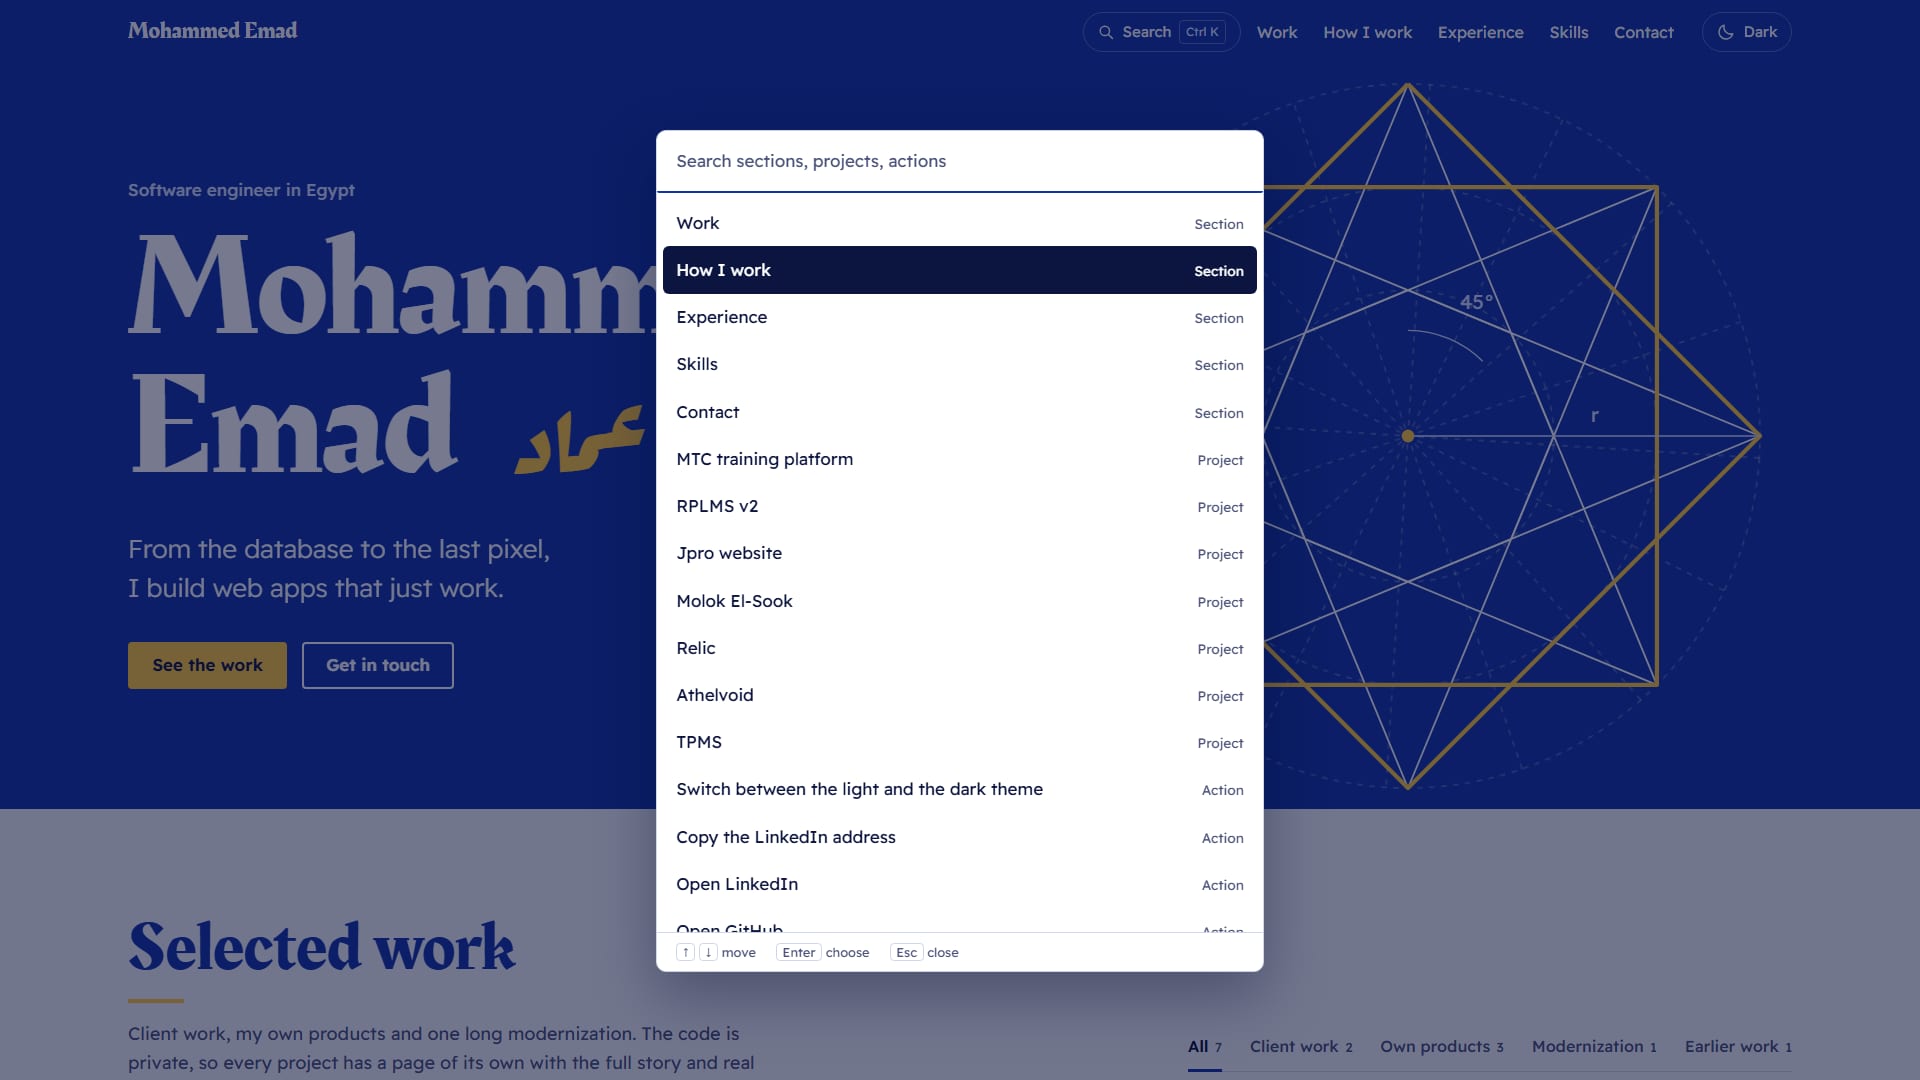 Mohammed Emad
Search Ctrl K Work How I work Experience Skills Contact Dark
Software engineer in Egypt
Emad عماد
From the database to the last pixel,
I build web apps that just work.
See the work Get in touch
45°
r
Search sections, projects, actions
Work Section
How I work Section
Experience Section
Skills Section
Contact Section
MTC training platform Project
RPLMS v2 Project
Jpro website Project
Molok El-Sook Project
Relic Project
Athelvoid Project
TPMS Project
Switch between the light and the dark theme Action
Copy the LinkedIn address Action
Open LinkedIn Action
Open GitHub Action
↑ ↓ move Enter choose Esc close
Selected work
Client work, my own products and one long modernization. The code is
private, so every project has a page of its own with the full story and real
All 7 Client work 2 Own products 3 Modernization 1 Earlier work 1